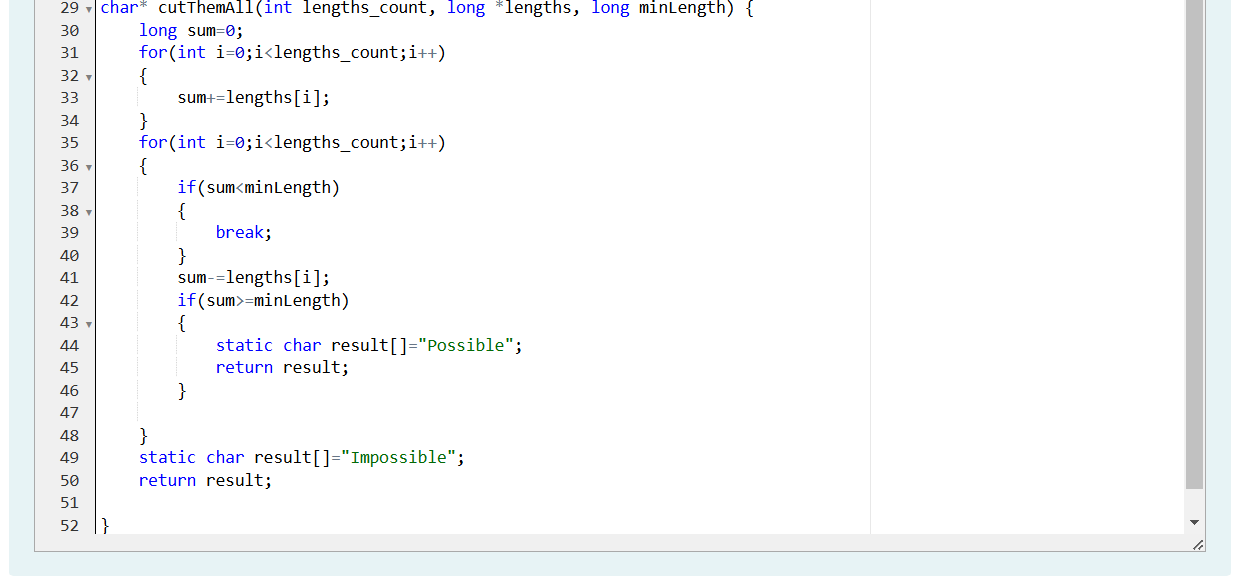 29 char* cutThemAll(int lengths_count, long *lengths, long minLength) {
30     long sum=0;
31     for(int i=0;i<lengths_count;i++)
32     {
33         sum+=lengths[i];
34     }
35     for(int i=0;i<lengths_count;i++)
36     {
37         if(sum<minLength)
38         {
39             break;
40         }
41         sum-=lengths[i];
42         if(sum>=minLength)
43         {
44             static char result[]="Possible";
45             return result;
46         }
47
48     }
49     static char result[]="Impossible";
50     return result;
51
52 }